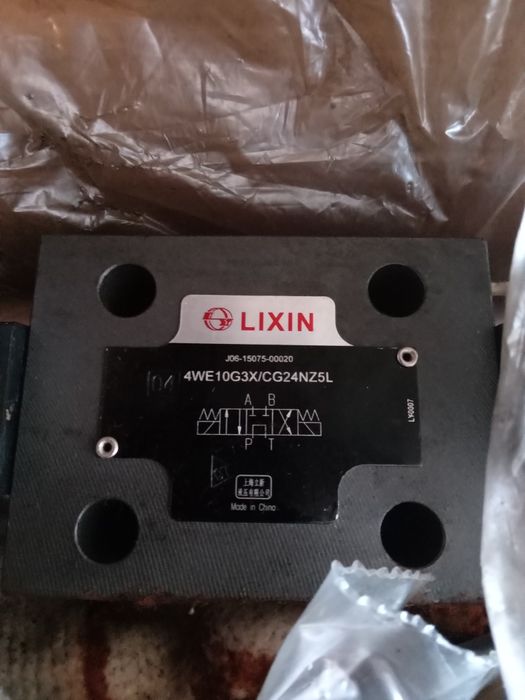 LIXIN
J06-15075-00020
4WE10G3X/CG24NZ5L
A B
P T
LY0007
上海立新
液压有限公司
Made in China